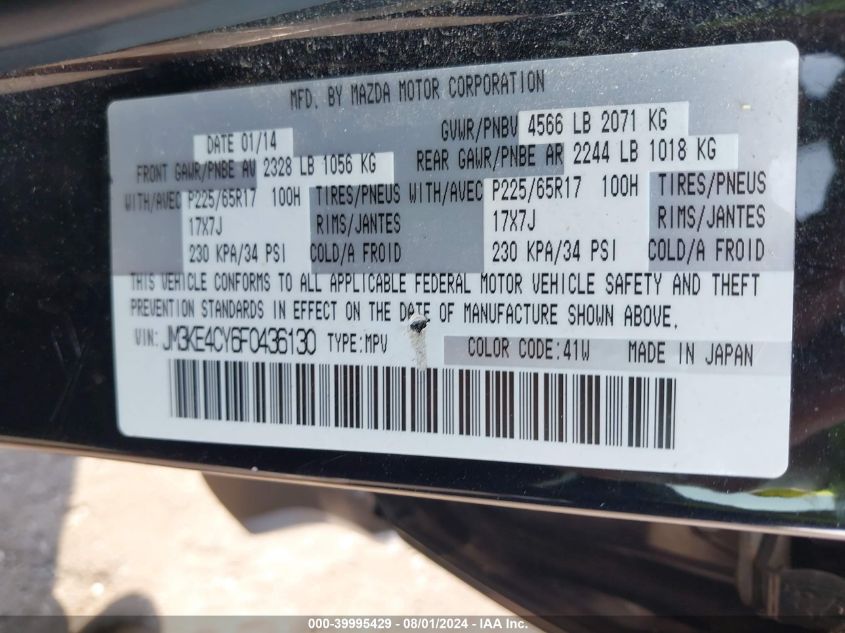 MFD. BY MAZDA MOTOR CORPORATION
DATE 01/14 GVWR/PNBV 4566 LB 2071 KG
FRONT GAWR/PNBE AV 2328 LB 1056 KG REAR GAWR/PNBE AR 2244 LB 1018 KG
WITH/AVEC P225/65R17 100H TIRES/PNEUS WITH/AVEC P225/65R17 100H TIRES/PNEUS
17X7J RIMS/JANTES 17X7J RIMS/JANTES
230 KPA/34 PSI COLD/A FROID 230 KPA/34 PSI COLD/A FROID
THIS VEHICLE CONFORMS TO ALL APPLICABLE FEDERAL MOTOR VEHICLE SAFETY AND THEFT
PREVENTION STANDARDS IN EFFECT ON THE DATE OF MANUFACTURE SHOWN ABOVE.
VIN: JM3KE4CY6F0436130 TYPE:MPV COLOR CODE:41W MADE IN JAPAN
000-39995429 - 08/01/2024 - IAA Inc.